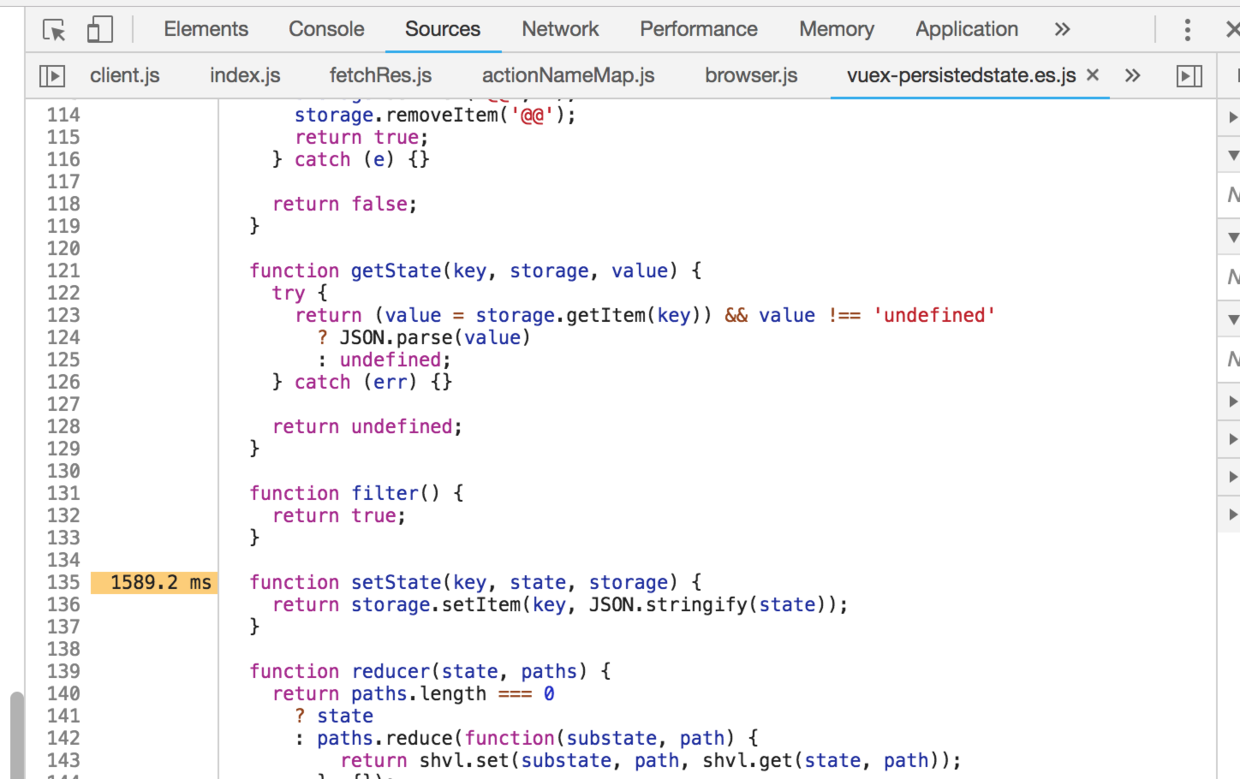 Elements Console Sources Network Performance Memory Application »
client.js index.js fetchRes.js actionNameMap.js browser.js vuex-persistedstate.es.js × »
114 storage.removeItem('@@');
115 return true;
116 } catch (e) {}
117
118 return false;
119 }
120
121 function getState(key, storage, value) {
122 try {
123 return (value = storage.getItem(key)) && value !== 'undefined'
124 ? JSON.parse(value)
125 : undefined;
126 } catch (err) {}
127
128 return undefined;
129 }
130
131 function filter() {
132 return true;
133 }
134
135 1589.2 ms function setState(key, state, storage) {
136 return storage.setItem(key, JSON.stringify(state));
137 }
138
139 function reducer(state, paths) {
140 return paths.length === 0
141 ? state
142 : paths.reduce(function(substate, path) {
143 return shvl.set(substate, path, shvl.get(state, path));